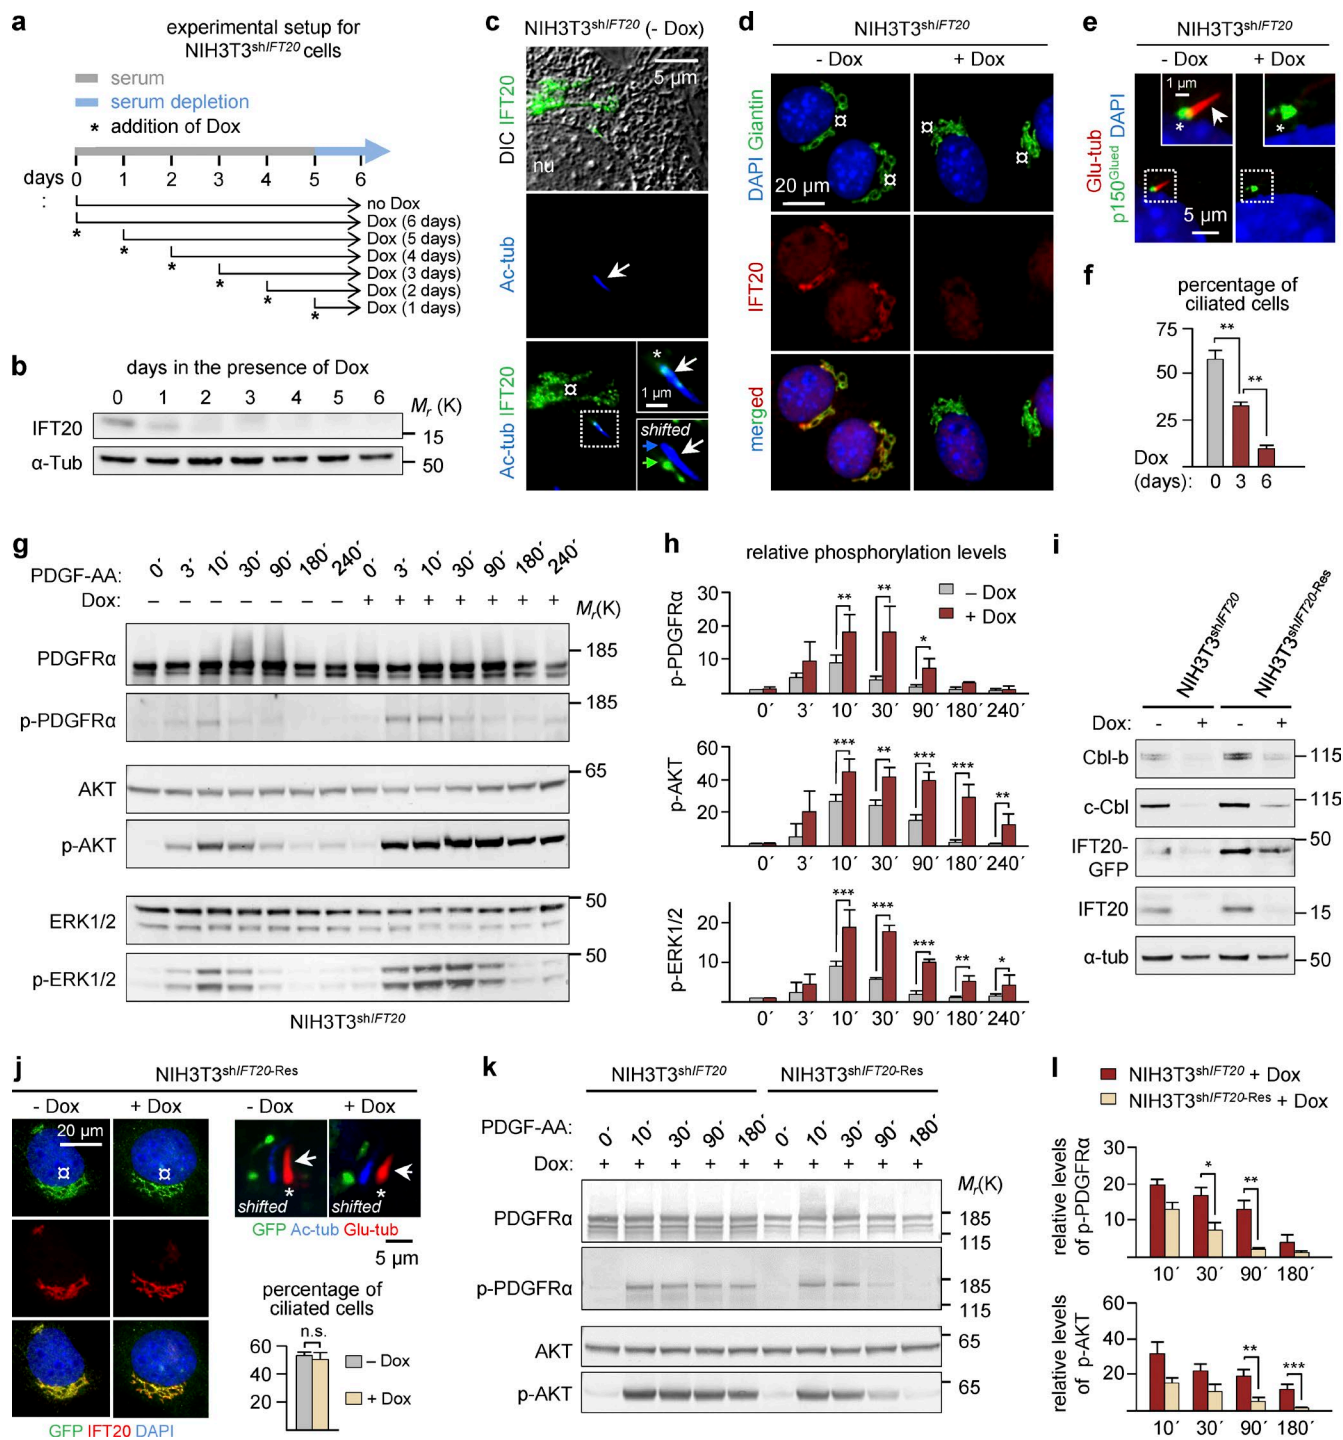 a
experimental setup for
NIH3T3shIFT20 cells
serum
serum depletion
* addition of Dox
days
:
0 1 2 3 4 5 6
no Dox
* Dox (6 days)
* Dox (5 days)
* Dox (4 days)
* Dox (3 days)
* Dox (2 days)
* Dox (1 days)
b
days in the presence of Dox
0 1 2 3 4 5 6 Mr (K)
IFT20
15
α-Tub
50
c
NIH3T3shIFT20 (- Dox)
5 µm
nu
DIC IFT20
Ac-tub
*
¤
1 µm
shifted
Ac-tub IFT20
d
NIH3T3shIFT20
- Dox + Dox
¤ ¤
¤ ¤
20 µm
DAPI Giantin
IFT20
merged
e
NIH3T3shIFT20
- Dox + Dox
1 µm
* *
5 µm
Glu-tub
p150Glued DAPI
f
percentage of
ciliated cells
75
50
25
** **
Dox
(days): 0 3 6
g
PDGF-AA: 0´ 3´ 10´ 30´ 90´ 180´ 240´ 0´ 3´ 10´ 30´ 90´ 180´ 240´
Dox: – – – – – – – + + + + + + +
Mr(K)
PDGFRα
185
p-PDGFRα
185
AKT
65
p-AKT
ERK1/2
50
p-ERK1/2
50
NIH3T3shIFT20
h
relative phosphorylation levels
– Dox
+ Dox
p-PDGFRα
30
20
10
** ** *
0´ 3´ 10´ 30´ 90´ 180´ 240´
p-AKT
60
40
20
*** ** *** *** **
0´ 3´ 10´ 30´ 90´ 180´ 240´
p-ERK1/2
20
10
*** *** *** ** *
0´ 3´ 10´ 30´ 90´ 180´ 240´
i
NIH3T3shIFT20
NIH3T3shIFT20-Res
Dox: - + - +
Cbl-b
115
c-Cbl
115
IFT20-
GFP
50
IFT20
15
α-tub
50
j
NIH3T3shIFT20-Res
- Dox + Dox
20 µm
¤ ¤
GFP IFT20 DAPI
- Dox + Dox
* *
shifted shifted
GFP Ac-tub Glu-tub
5 µm
percentage of
ciliated cells
60
40
20
n.s.
– Dox
+ Dox
k
NIH3T3shIFT20 NIH3T3shIFT20-Res
PDGF-AA: 0´ 10´ 30´ 90´ 180´ 0´ 10´ 30´ 90´ 180´
Dox: + + + + + + + + + +
Mr(K)
PDGFRα
185
115
p-PDGFRα
185
115
AKT
65
p-AKT
65
l
NIH3T3shIFT20 + Dox
NIH3T3shIFT20-Res + Dox
relative levels
of p-PDGFRα
30
20
10
* **
10´ 30´ 90´ 180´
relative levels
of p-AKT
60
40
20
** ***
10´ 30´ 90´ 180´